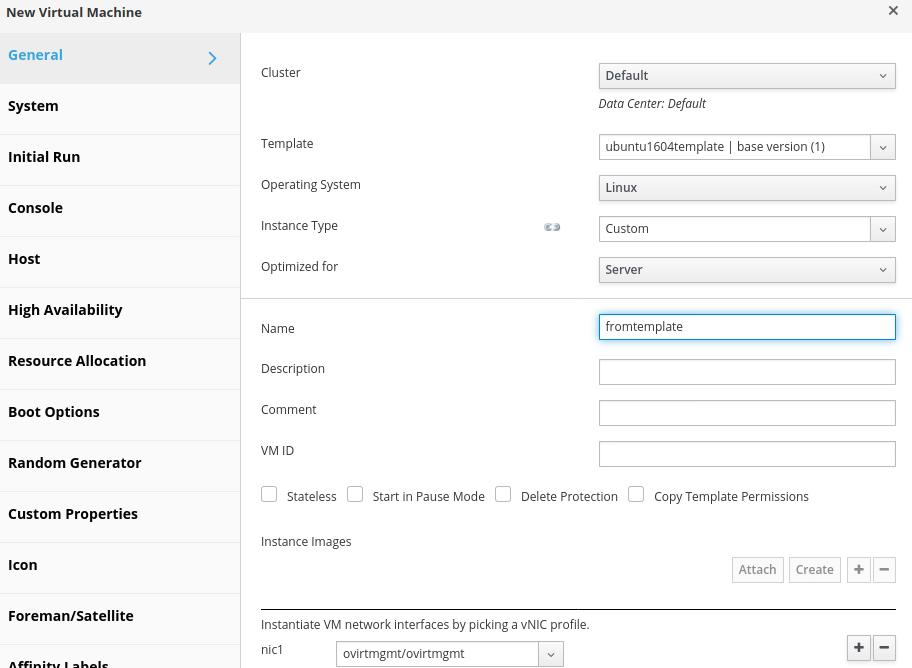 New Virtual Machine
General
System
Initial Run
Console
Host
High Availability
Resource Allocation
Boot Options
Random Generator
Custom Properties
Icon
Foreman/Satellite
Affinity Labels
Cluster Default
Data Center: Default
Template ubuntu1604template | base version (1)
Operating System Linux
Instance Type Custom
Optimized for Server
Name fromtemplate
Description
Comment
VM ID
Stateless Start in Pause Mode Delete Protection Copy Template Permissions
Instance Images
Attach Create
Instantiate VM network interfaces by picking a vNIC profile.
nic1 ovirtmgmt/ovirtmgmt